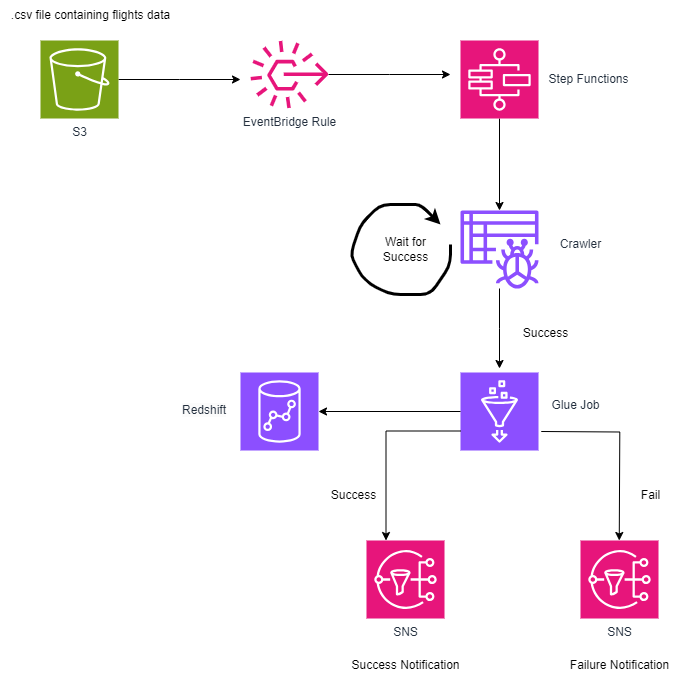 .csv file containing flights data
S3
EventBridge Rule
Step Functions
Wait for
Success
Crawler
Success
Redshift
Glue Job
Success
Fail
SNS
SNS
Success Notification
Failure Notification